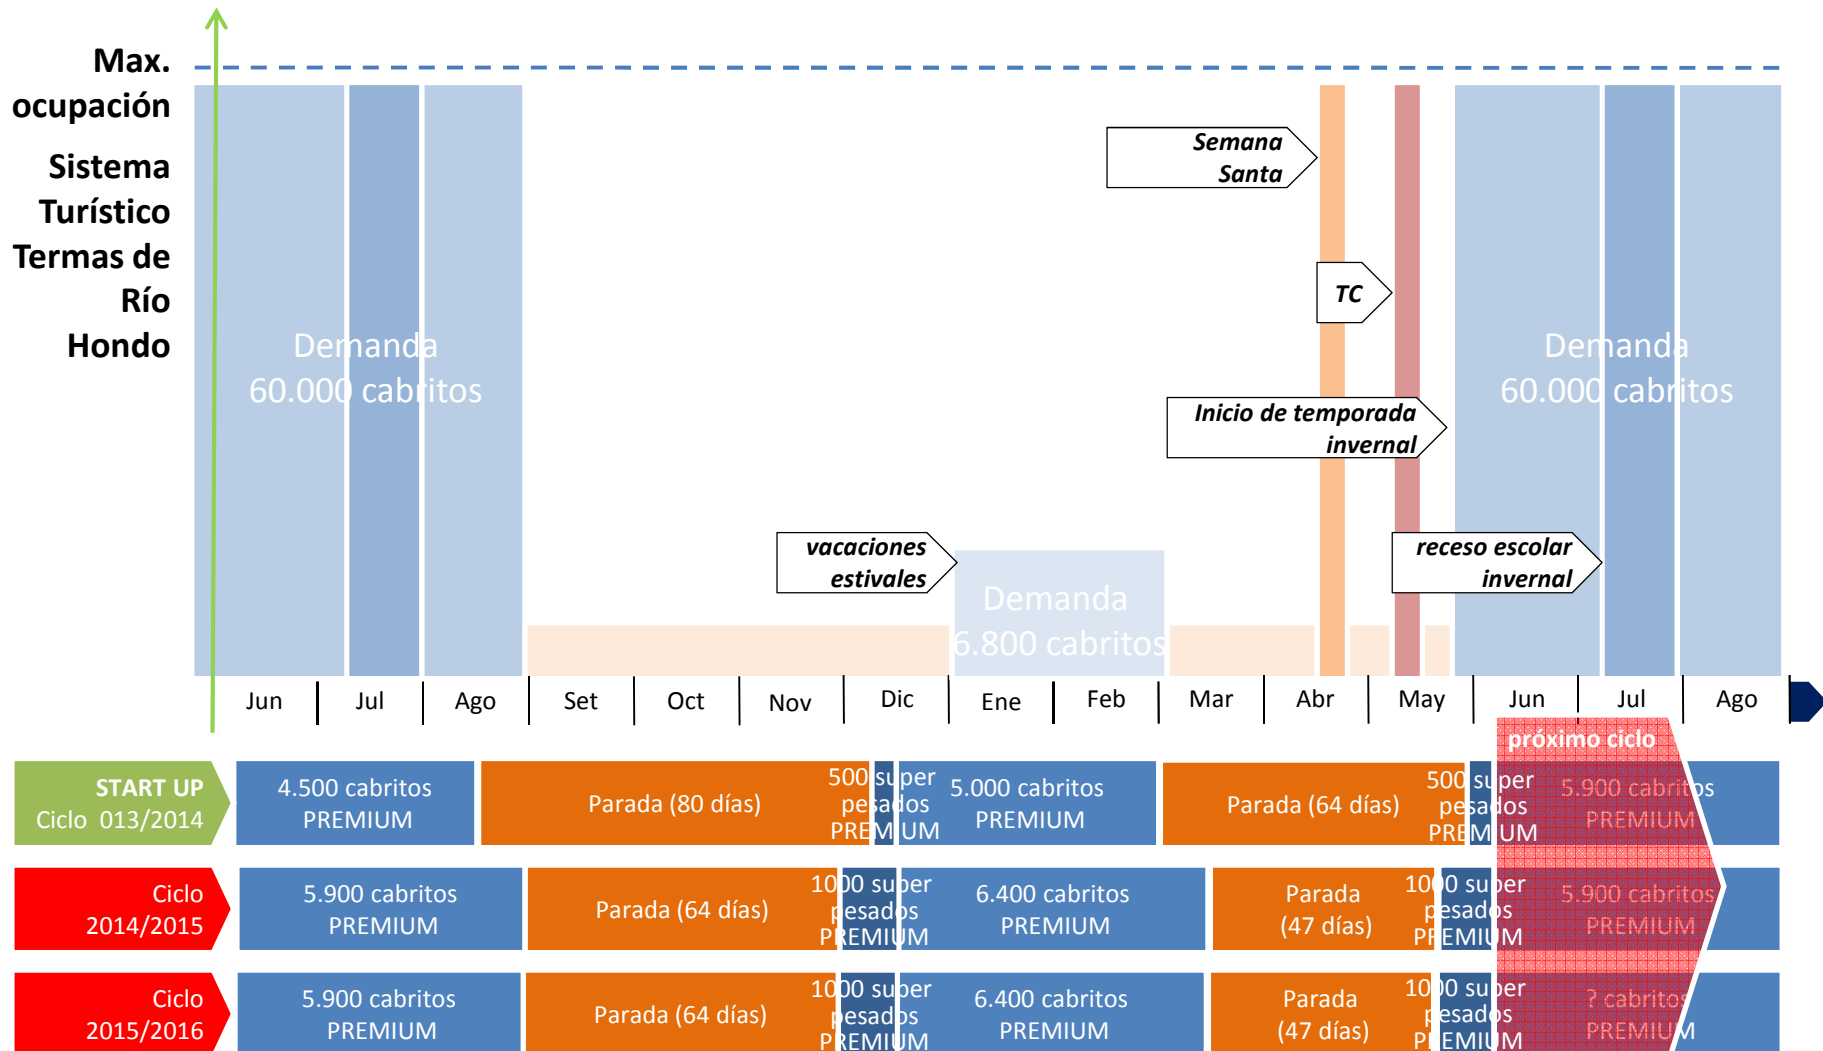 Max.
ocupación
Sistema
Turístico
Termas de
Río
Hondo
Semana
Santa
TC
Demanda
60.000 cabritos
Demanda
60.000 cabritos
Inicio de temporada
invernal
vacaciones
estivales
receso escolar
invernal
Demanda
6.800 cabritos
Jun
Jul
Ago
Set
Oct
Nov
Dic
Ene
Feb
Mar
Abr
May
Jun
Jul
Ago
próximo ciclo
START UP
Ciclo 013/2014
4.500 cabritos
PREMIUM
Parada (80 días)
500 super
pesados
PREMIUM
5.000 cabritos
PREMIUM
Parada (64 días)
500 super
pesados
PREMIUM
5.900 cabritos
PREMIUM
Ciclo
2014/2015
5.900 cabritos
PREMIUM
Parada (64 días)
1000 super
pesados
PREMIUM
6.400 cabritos
PREMIUM
Parada
(47 días)
1000 super
pesados
PREMIUM
5.900 cabritos
PREMIUM
Ciclo
2015/2016
5.900 cabritos
PREMIUM
Parada (64 días)
1000 super
pesados
PREMIUM
6.400 cabritos
PREMIUM
Parada
(47 días)
1000 super
pesados
PREMIUM
? cabritos
PREMIUM